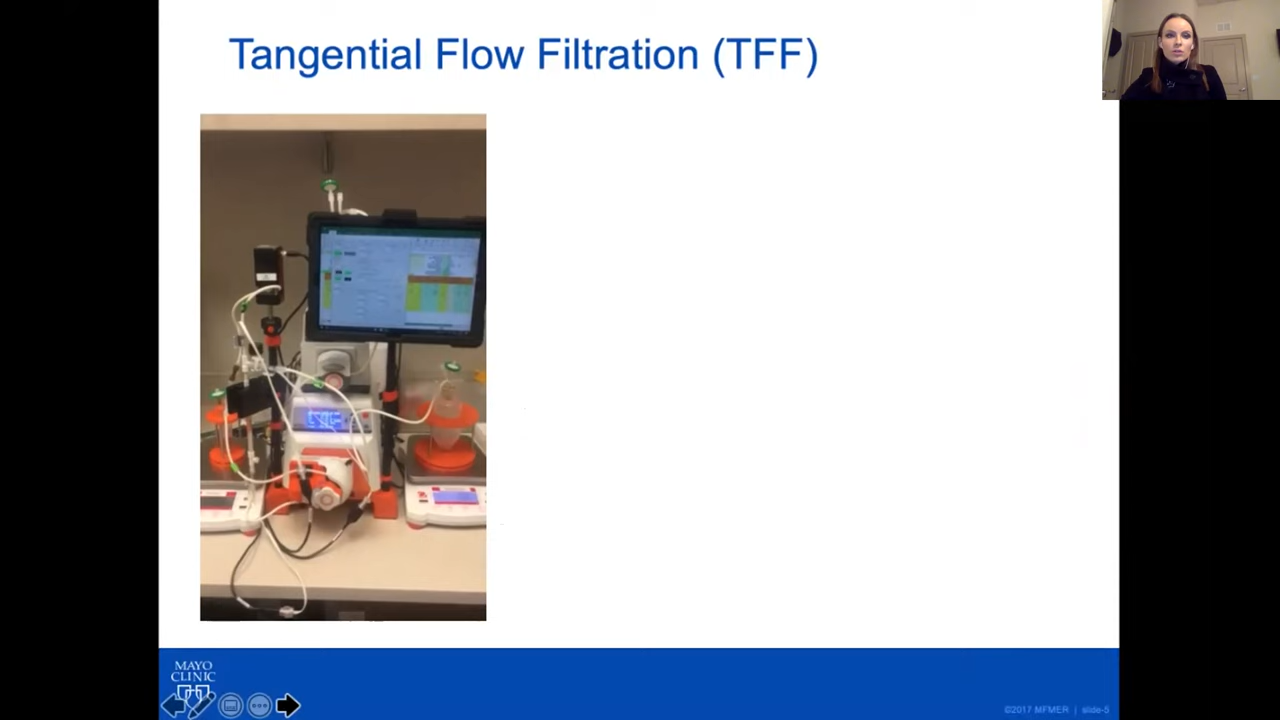 Tangential Flow Filtration (TFF)
MAYO
CLINIC
©2017 MFMER | slide-5